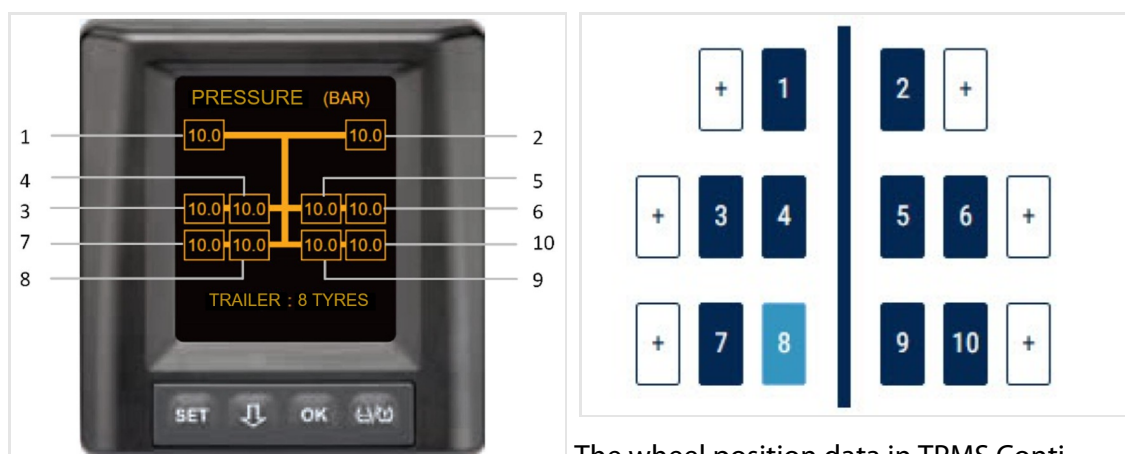 PRESSURE (BAR)
1 10.0 10.0 2
4 5
3 10.0 10.0 10.0 10.0 6
7 10.0 10.0 10.0 10.0 10
8 9
TRAILER : 8 TYRES
SET OK
+ 1 2 +
+ 3 4 5 6 +
+ 7 8 9 10 +
The wheel position data in TPMS Conti